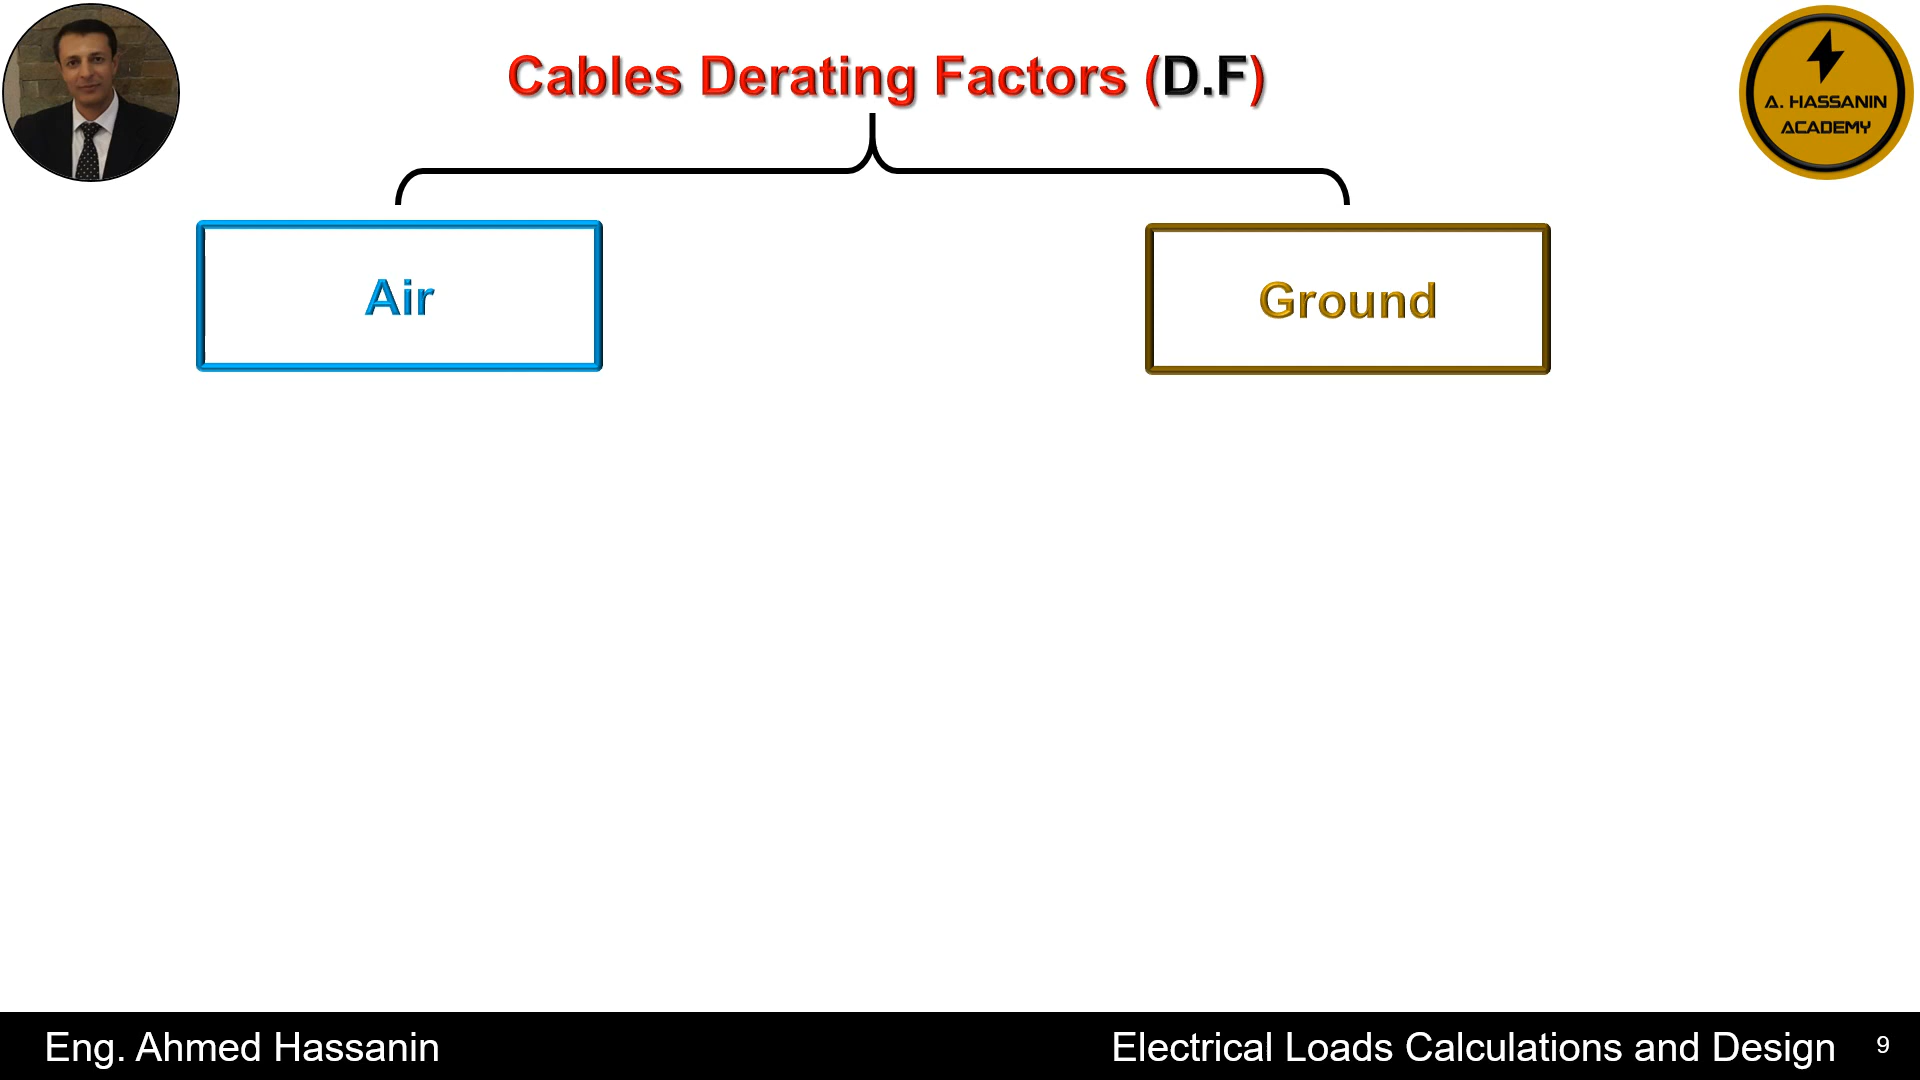 Cables Derating Factors (D.F)
A. HASSANIN
ACADEMY
Air
Ground
Eng. Ahmed Hassanin
Electrical Loads Calculations and Design
9